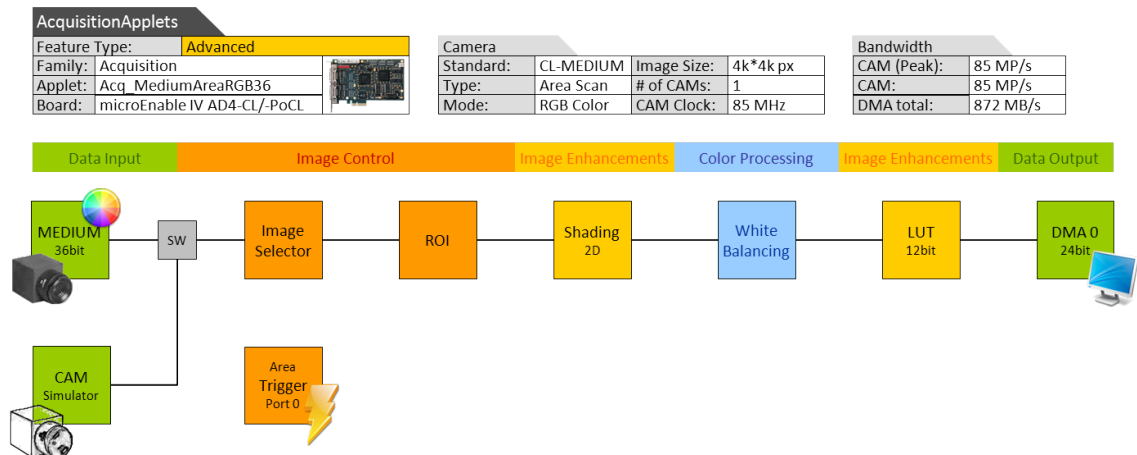 AcquisitionApplets
Feature Type: Advanced
Family: Acquisition
Applet: Acq_MediumAreaRGB36
Board: microEnable IV AD4-CL/-PoCL
Camera
Standard: CL-MEDIUM Image Size: 4k*4k px
Type: Area Scan # of CAMs: 1
Mode: RGB Color CAM Clock: 85 MHz
Bandwidth
CAM (Peak): 85 MP/s
CAM: 85 MP/s
DMA total: 872 MB/s
Data Input Image Control Image Enhancements Color Processing Image Enhancements Data Output
MEDIUM
36bit
SW
Image
Selector
ROI
Shading
2D
White
Balancing
LUT
12bit
DMA 0
24bit
CAM
Simulator
Area
Trigger
Port 0